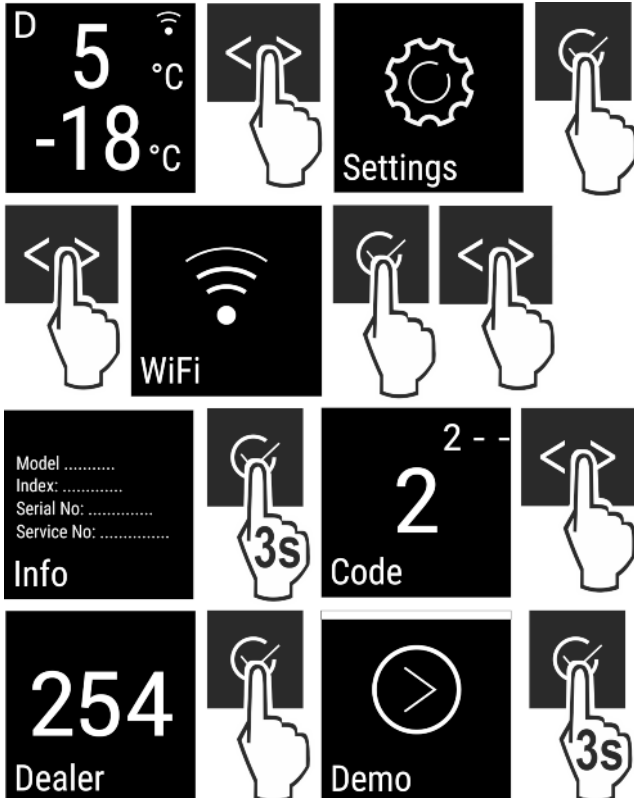 D
5 °C
-18 °C
< >
Settings
< >
WiFi
< >
Model ...........
Index: .............
Serial No: ..............
Service No: ...............
Info
3s
2 - -
2
Code
< >
254
Dealer
>
Demo
3s